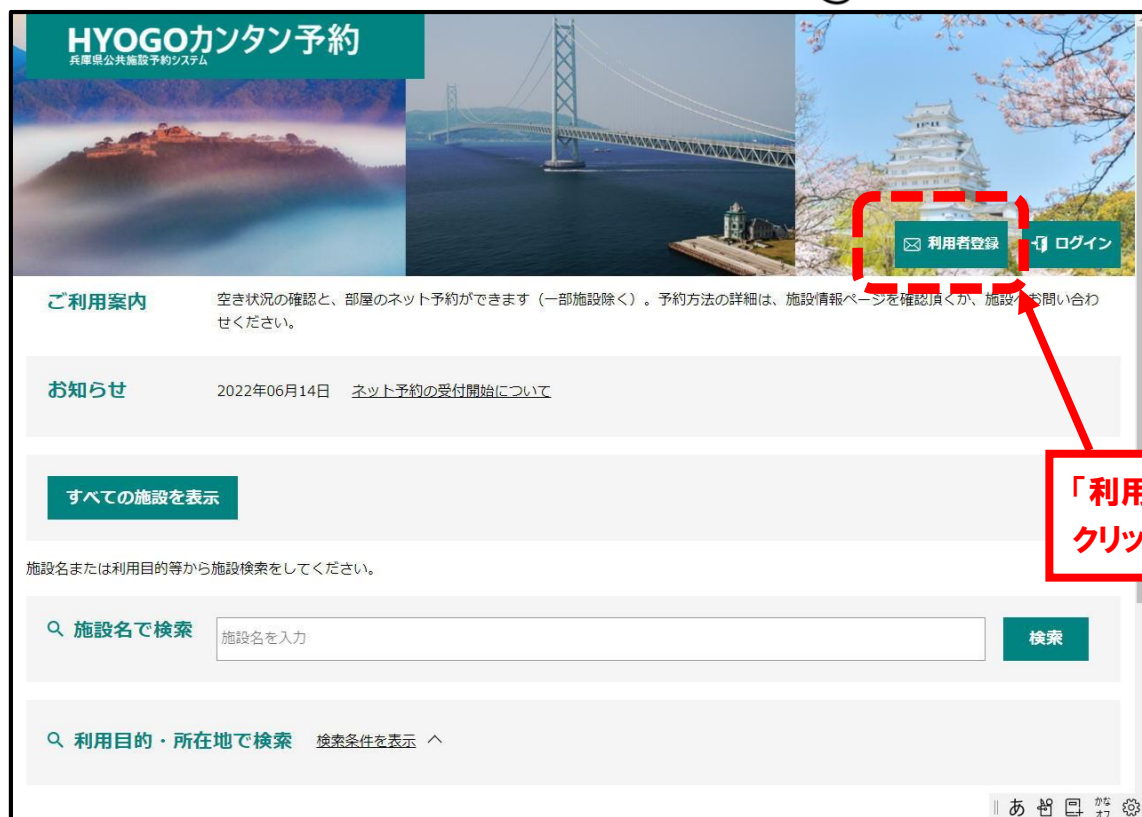 HYOGOカンタン予約
兵庫県公共施設予約システム
利用者登録
ログイン
ご利用案内
空き状況の確認と、部屋のネット予約ができます（一部施設除く）。予約方法の詳細は、施設情報ページを確認頂くか、施設へお問い合わ
せください。
お知らせ
2022年06月14日 ネット予約の受付開始について
すべての施設を表示
「利用
クリッ
施設名または利用目的等から施設検索をしてください。
施設名で検索
施設名を入力
検索
利用目的・所在地で検索 検索条件を表示
あ
かな
オフ